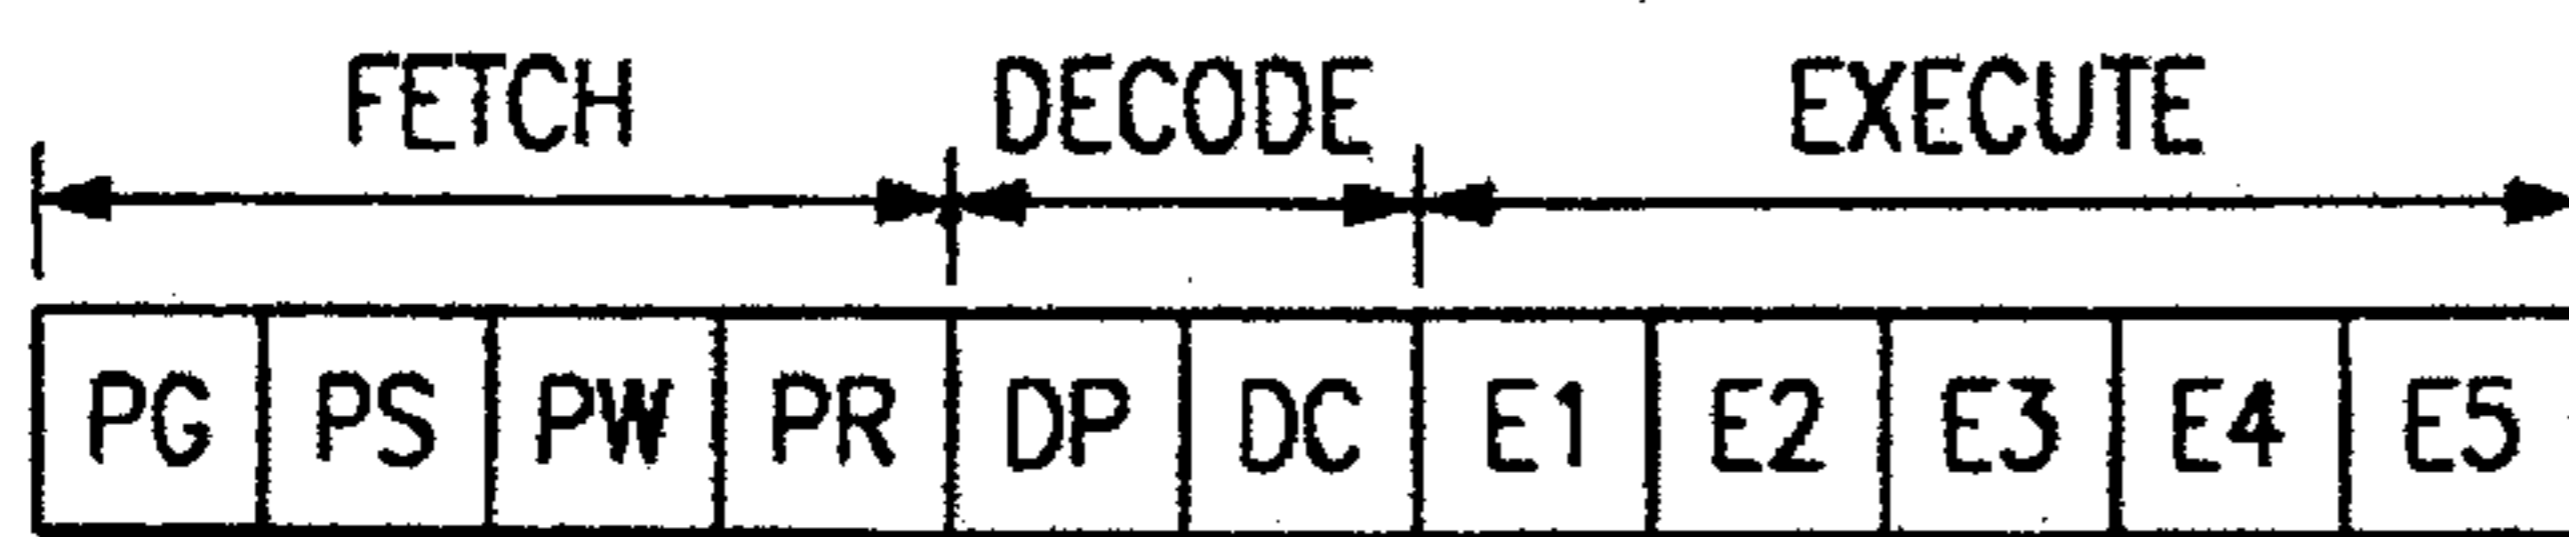 FETCH DECODE EXECUTE
PG PS PW PR DP DC E1 E2 E3 E4 E5